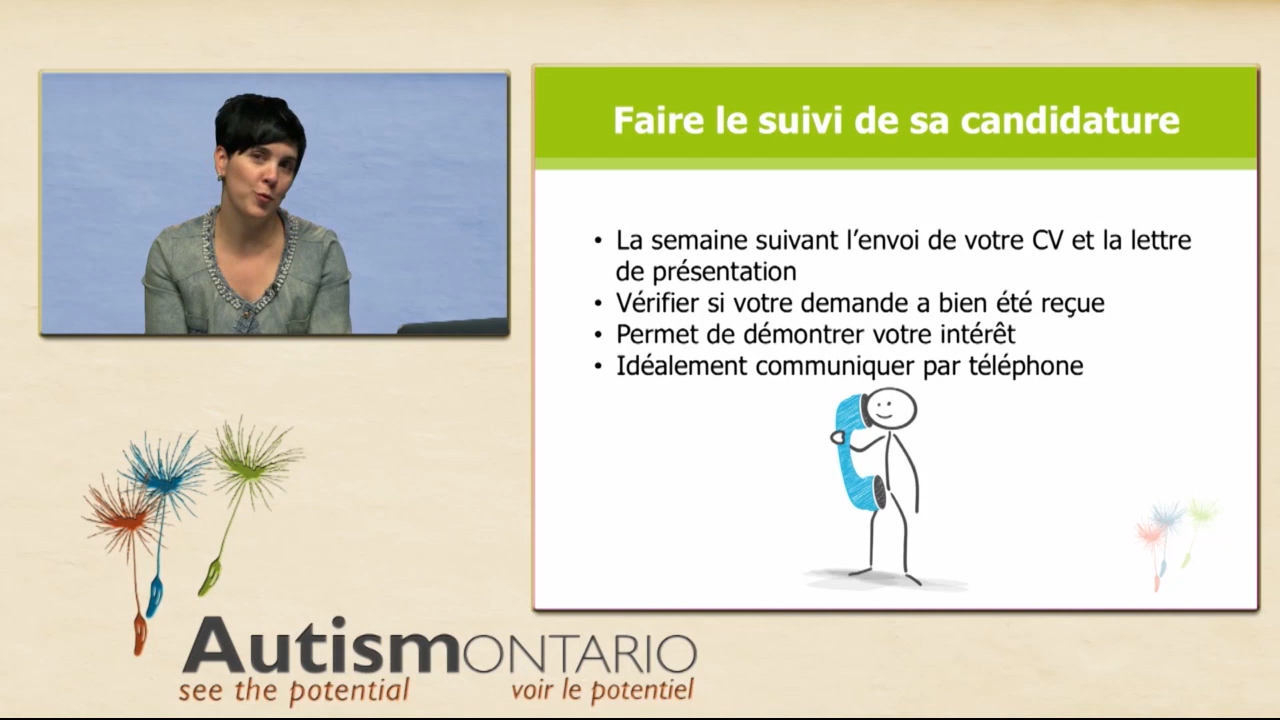 Faire le suivi de sa candidature
• La semaine suivant l’envoi de votre CV et la lettre
de présentation
• Vérifier si votre demande a bien été reçue
• Permet de démontrer votre intérêt
• Idéalement communiquer par téléphone
AutismONTARIO
see the potential voir le potentiel